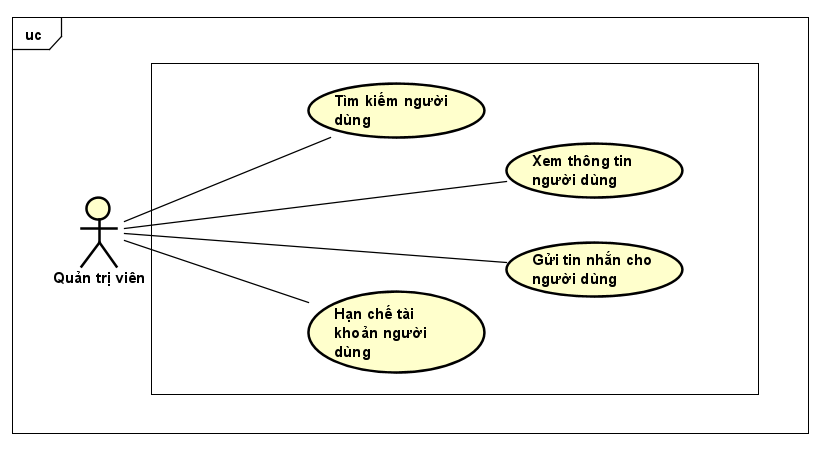 uc
Tìm kiếm người
dùng
Xem thông tin
người dùng
Quản trị viên
Gửi tin nhắn cho
người dùng
Hạn chế tài
khoản người
dùng